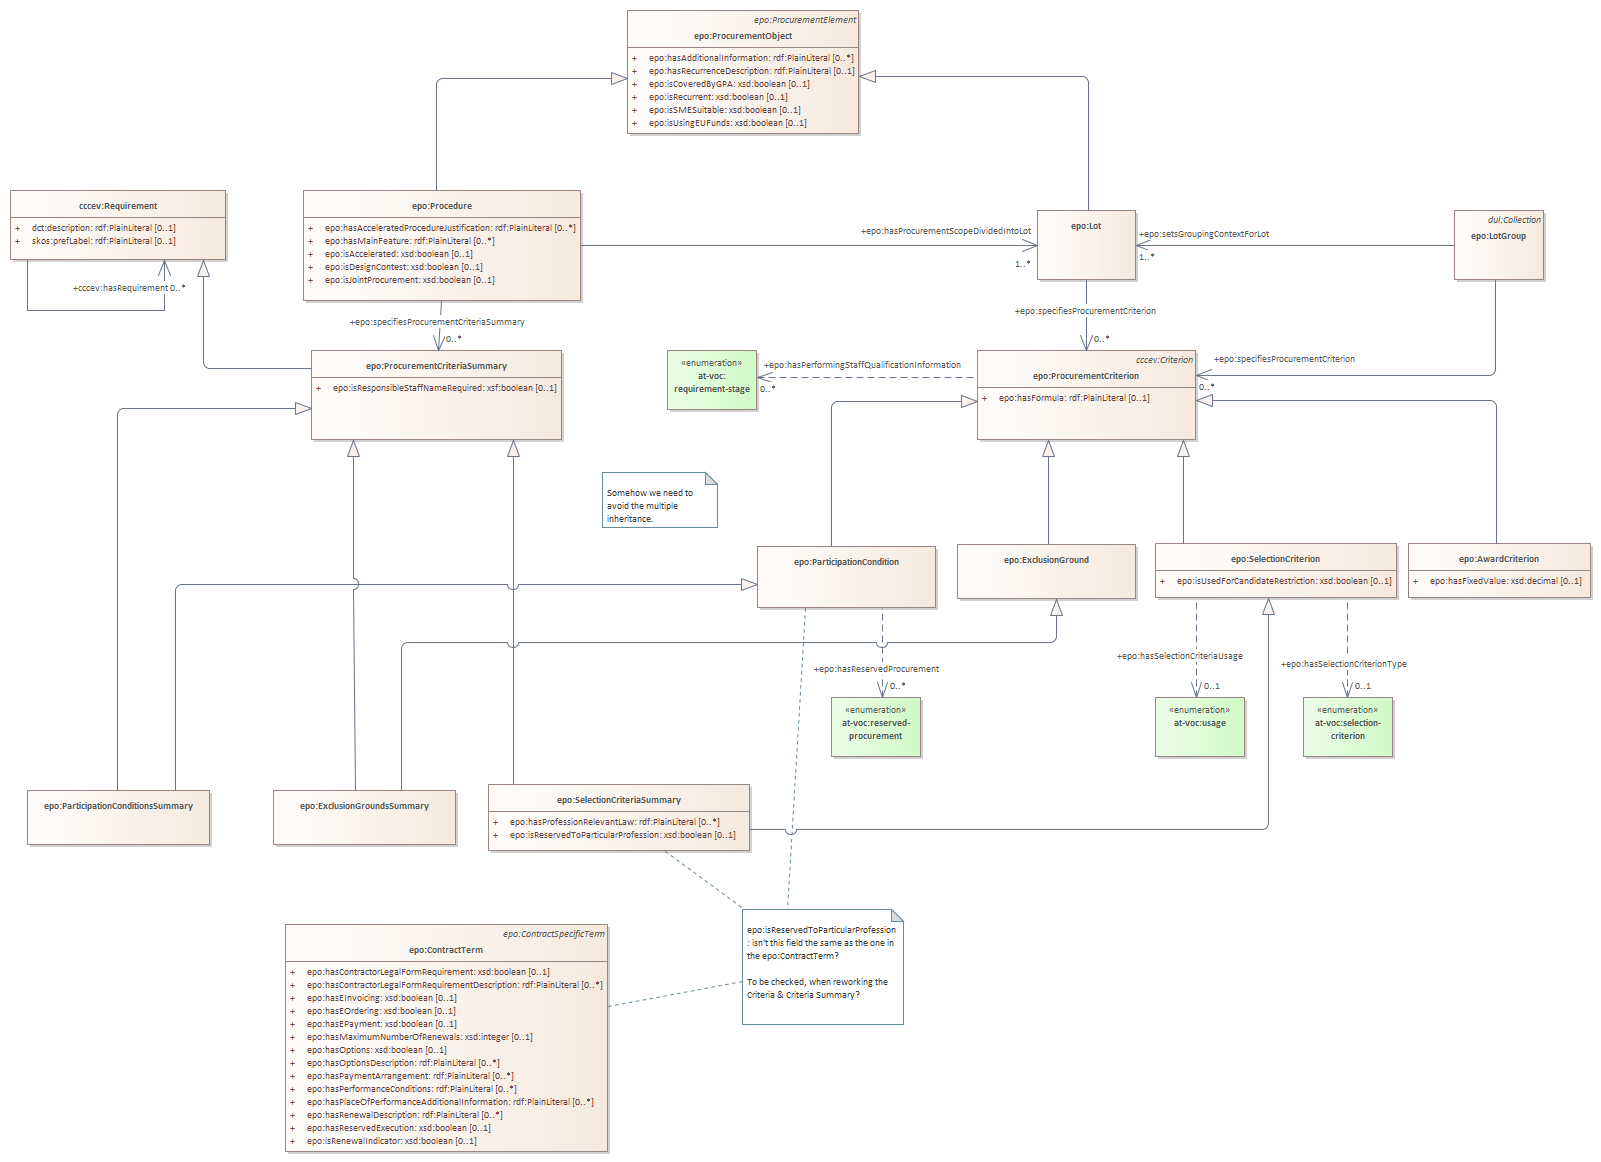 epo:ProcurementElement
epo:ProcurementObject
+ epo:hasAdditionalInformation: rdf:PlainLiteral [0..*]
+ epo:hasRecurrenceDescription: rdf:PlainLiteral [0..1]
+ epo:isCoveredByGPA: xsd:boolean [0..1]
+ epo:isRecurrent: xsd:boolean [0..1]
+ epo:isSMESuitable: xsd:boolean [0..1]
+ epo:isUsingEUFunds: xsd:boolean [0..1]
cccev:Requirement
+ dct:description: rdf:PlainLiteral [0..1]
+ skos:prefLabel: rdf:PlainLiteral [0..1]
+cccev:hasRequirement 0..*
epo:Procedure
+ epo:hasAcceleratedProcedureJustification: rdf:PlainLiteral [0..*]
+ epo:hasMainFeature: rdf:PlainLiteral [0..*]
+ epo:isAccelerated: xsd:boolean [0..1]
+ epo:isDesignContest: xsd:boolean [0..1]
+ epo:isJointProcurement: xsd:boolean [0..1]
+epo:hasProcurementScopeDividedIntoLot
1..*
epo:Lot
+epo:setsGroupingContextForLot
1..*
dul:Collection
epo:LotGroup
+epo:specifiesProcurementCriteriaSummary
0..*
+epo:specifiesProcurementCriterion
0..*
+epo:specifiesProcurementCriterion
0..*
epo:ProcurementCriteriaSummary
+ epo:isResponsibleStaffNameRequired: xsf:boolean [0..1]
«enumeration»
at-voc:
requirement-stage
+epo:hasPerformingStaffQualificationInformation
0..*
cccev:Criterion
epo:ProcurementCriterion
+ epo:hasFormula: rdf:PlainLiteral [0..1]
Somehow we need to
avoid the multiple
inheritance.
epo:ParticipationCondition
epo:ExclusionGround
epo:SelectionCriterion
+ epo:isUsedForCandidateRestriction: xsd:boolean [0..1]
epo:AwardCriterion
+ epo:hasFixedValue: xsd:decimal [0..1]
+epo:hasReservedProcurement
0..*
+epo:hasSelectionCriteriaUsage
0..1
+epo:hasSelectionCriterionType
0..1
«enumeration»
at-voc:reserved-
procurement
«enumeration»
at-voc:usage
«enumeration»
at-voc:selection-
criterion
epo:ParticipationConditionsSummary
epo:ExclusionGroundsSummary
epo:SelectionCriteriaSummary
+ epo:hasProfessionRelevantLaw: rdf:PlainLiteral [0..*]
+ epo:isReservedToParticularProfession: xsd:boolean [0..1]
epo:isReservedToParticularProfession
: isn't this field the same as the one in
the epo:ContractTerm?
To be checked, when reworking the
Criteria & Criteria Summary?
epo:ContractSpecificTerm
epo:ContractTerm
+ epo:hasContractorLegalFormRequirement: xsd:boolean [0..1]
+ epo:hasContractorLegalFormRequirementDescription: rdf:PlainLiteral [0..*]
+ epo:hasEInvoicing: xsd:boolean [0..1]
+ epo:hasEOrdering: xsd:boolean [0..1]
+ epo:hasEPayment: xsd:boolean [0..1]
+ epo:hasMaximumNumberOfRenewals: xsd:integer [0..1]
+ epo:hasOptions: xsd:boolean [0..1]
+ epo:hasOptionsDescription: rdf:PlainLiteral [0..*]
+ epo:hasPaymentArrangement: rdf:PlainLiteral [0..*]
+ epo:hasPerformanceConditions: rdf:PlainLiteral [0..*]
+ epo:hasPlaceOfPerformanceAdditionalInformation: rdf:PlainLiteral [0..*]
+ epo:hasRenewalDescription: rdf:PlainLiteral [0..*]
+ epo:hasReservedExecution: xsd:boolean [0..1]
+ epo:isRenewalIndicator: xsd:boolean [0..1]